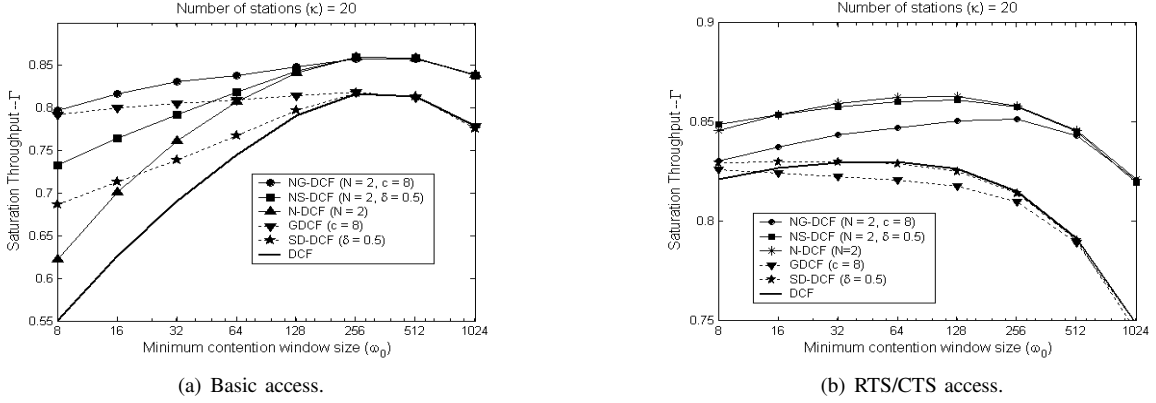 Number of stations (κ) = 20
Saturation Throughput --Γ
0.85
0.8
0.75
0.7
0.65
0.6
0.55
8 16 32 64 128 256 512 1024
Minimum contention window size (ω₀)
NG-DCF (N = 2, c = 8)
NS-DCF (N = 2, δ = 0.5)
N-DCF (N = 2)
GDCF (c = 8)
SD-DCF (δ = 0.5)
DCF
(a) Basic access.
Number of stations (κ) = 20
Saturation Throughput --Γ
0.9
0.85
0.8
0.75
8 16 32 64 128 256 512 1024
Minimum contention window size (ω₀)
NG-DCF (N = 2, c = 8)
NS-DCF (N = 2, δ = 0.5)
N-DCF (N=2)
GDCF (c = 8)
SD-DCF (δ = 0.5)
DCF
(b) RTS/CTS access.